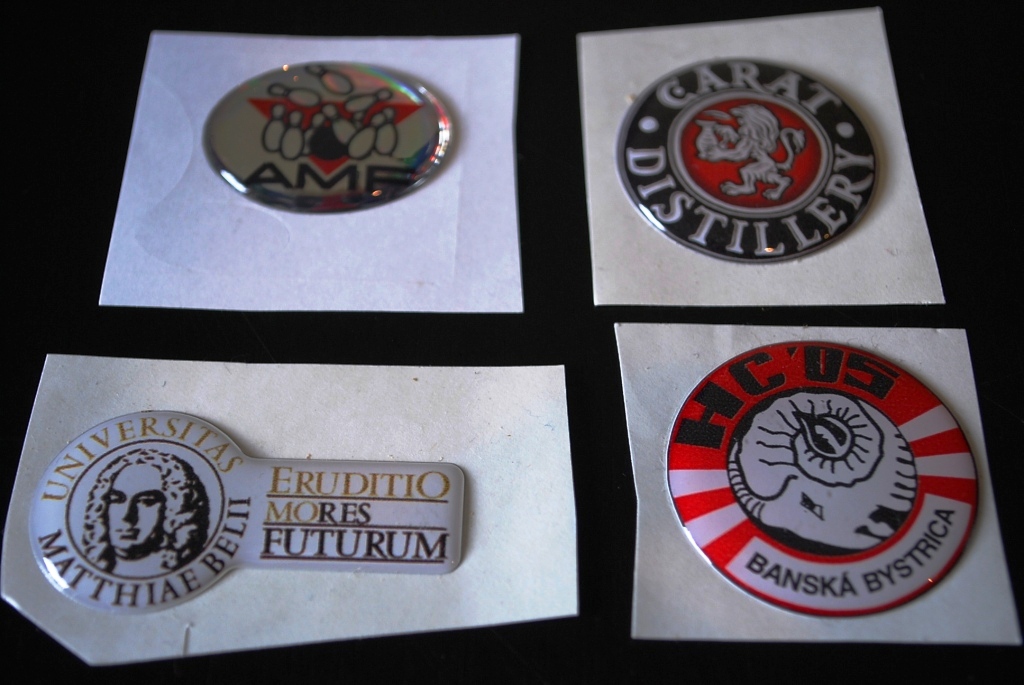 AMF
CARAT
DISTILLERY
UNIVERSITAS
MATTHIAE BELII
ERUDITIO
MORES
FUTURUM
HC '05
BANSKÁ BYSTRICA